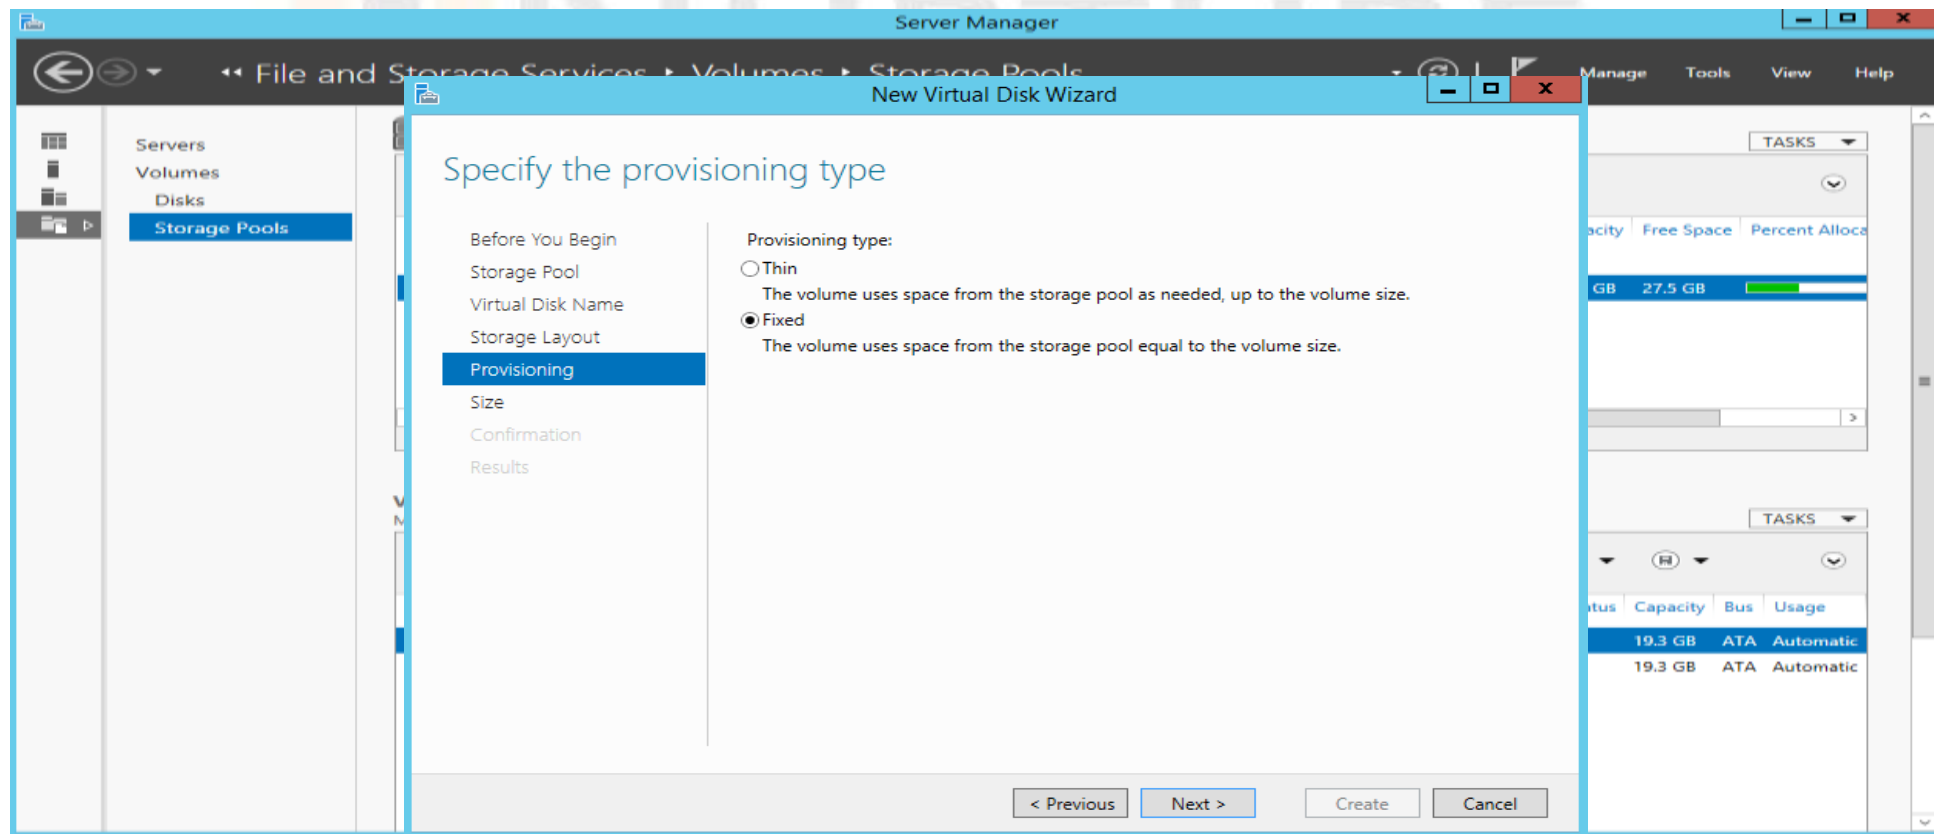 Server Manager
File and Storage Services Volumes Storage Pools
Manage Tools View Help
New Virtual Disk Wizard
Servers
Volumes
Disks
Storage Pools
TASKS
Specify the provisioning type
Before You Begin
Storage Pool
Virtual Disk Name
Storage Layout
Provisioning
Size
Confirmation
Results
Provisioning type:
Thin
The volume uses space from the storage pool as needed, up to the volume size.
Fixed
The volume uses space from the storage pool equal to the volume size.
< Previous Next > Create Cancel
Free Space Percent
GB 27.5 GB
TASKS
Capacity Bus Usage
19.3 GB ATA Automatic
19.3 GB ATA Automatic